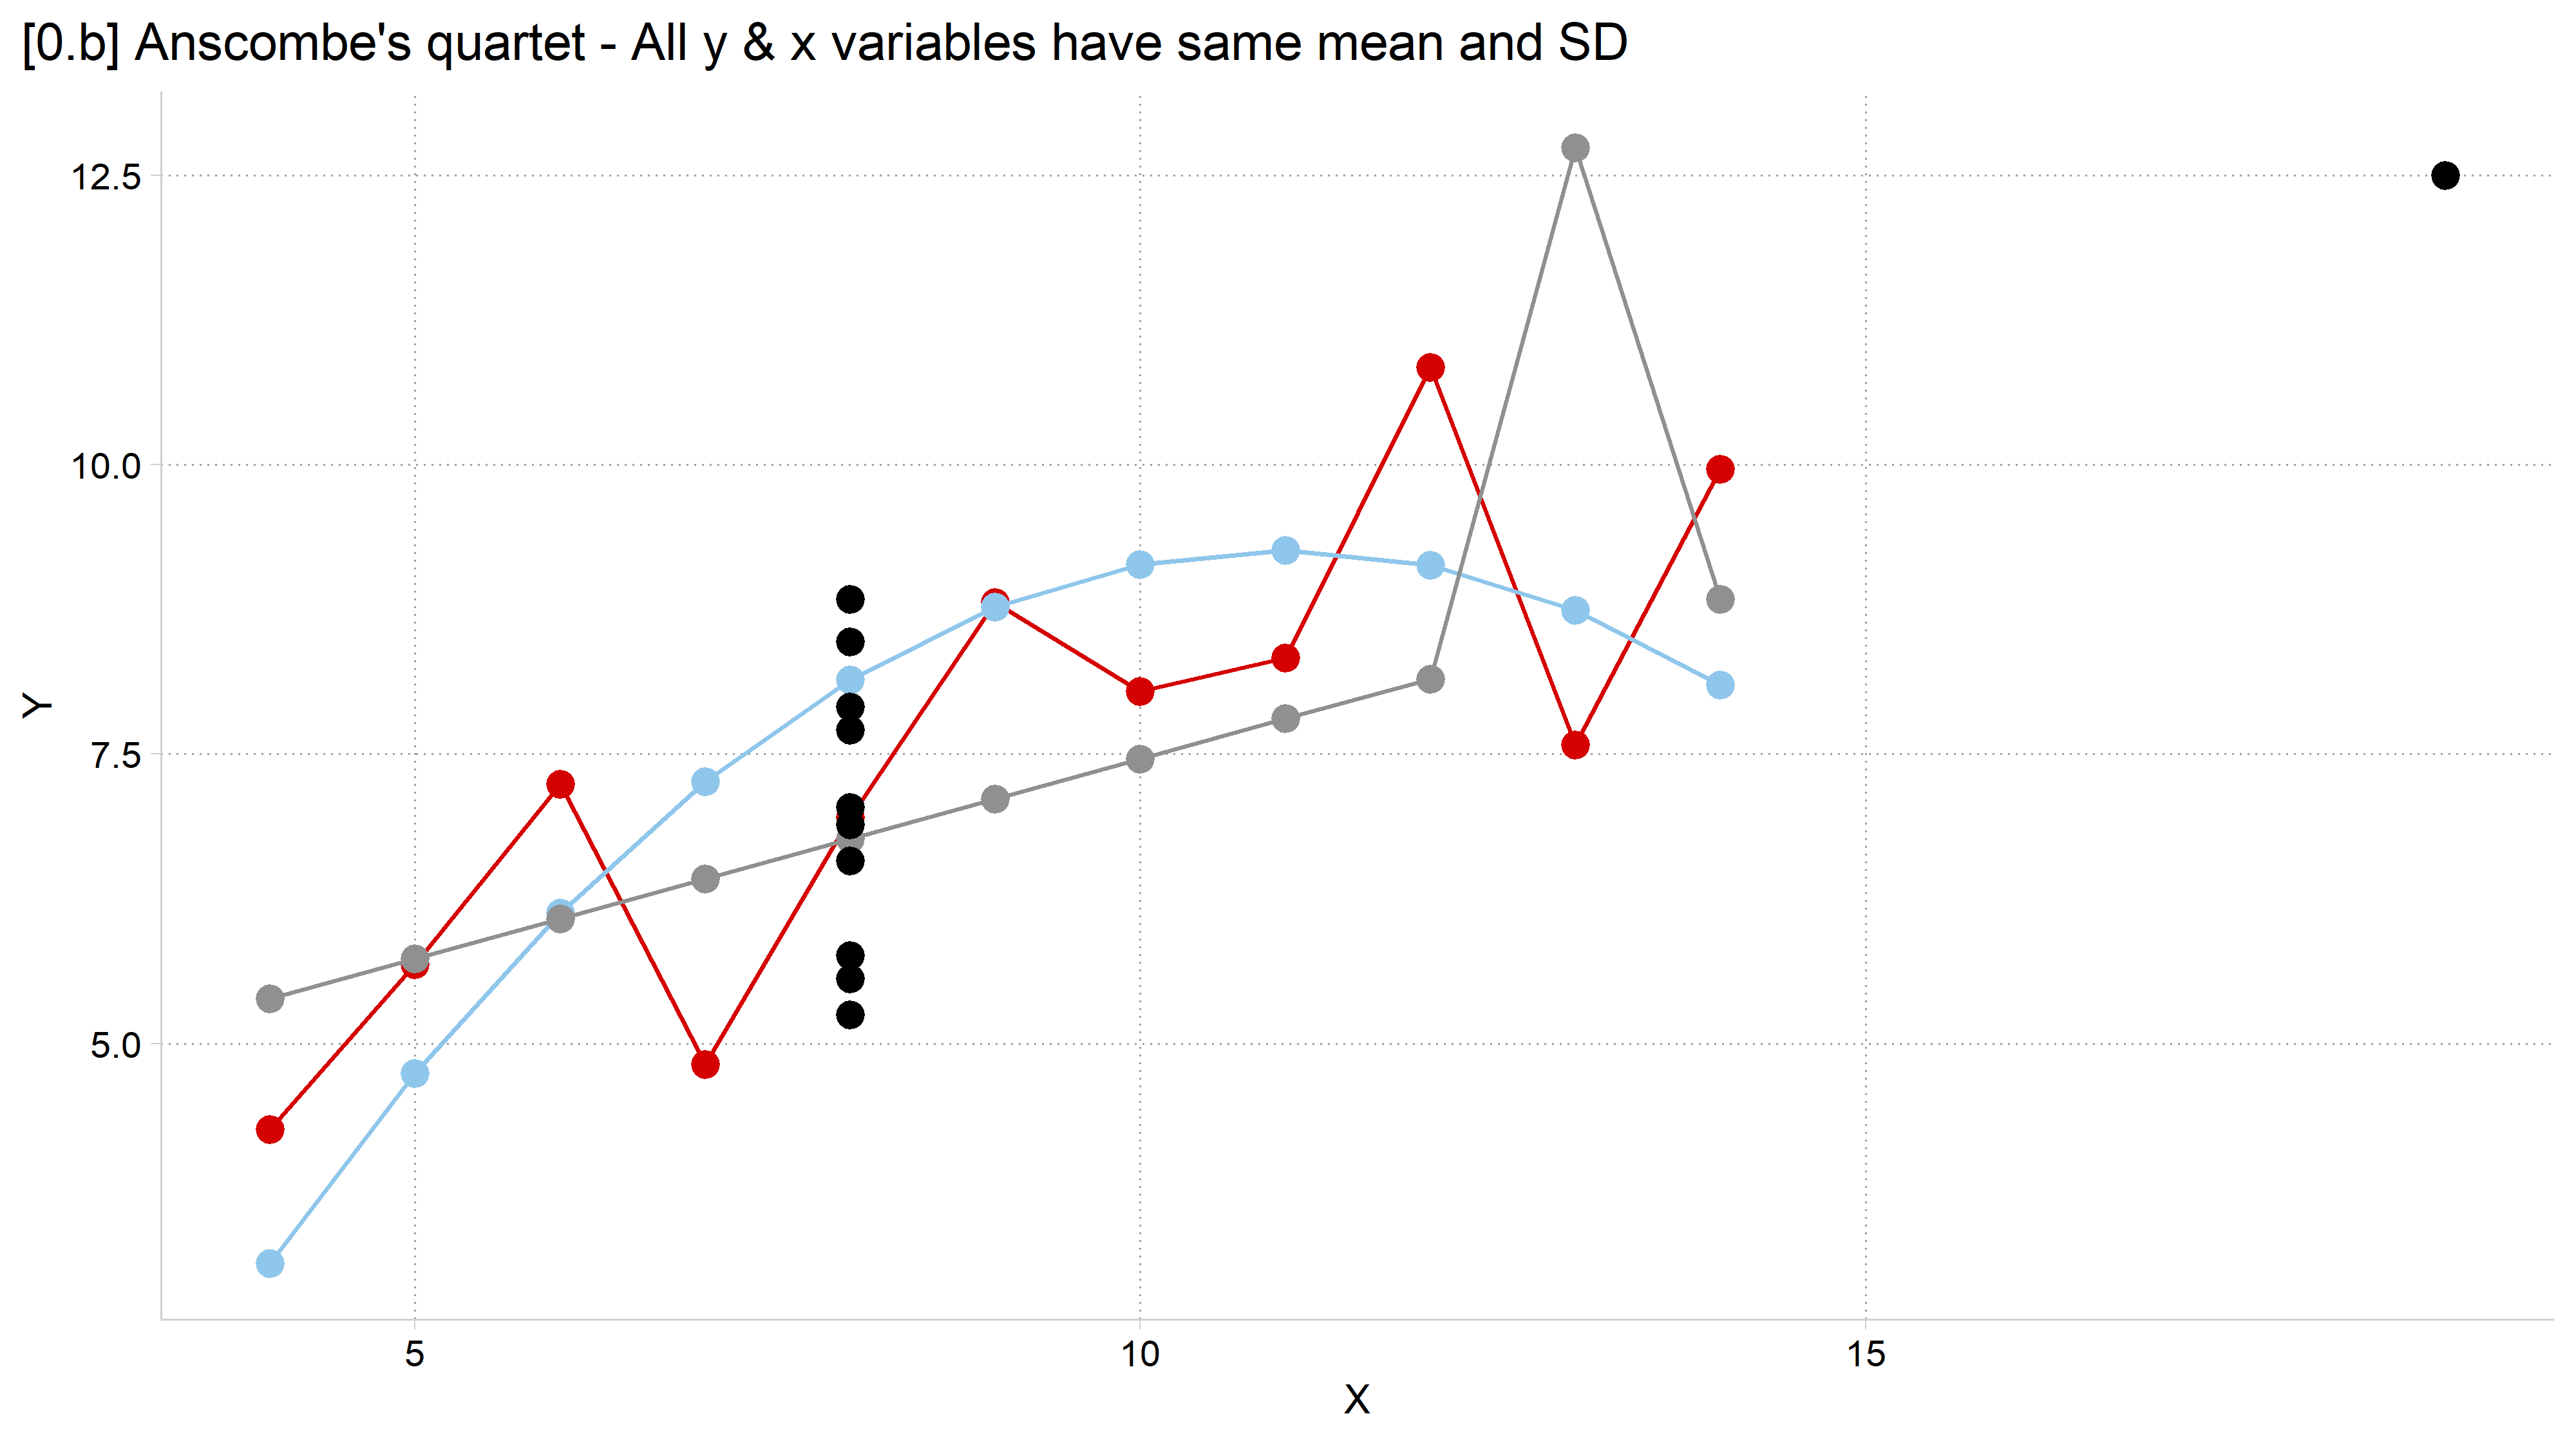 [0.b] Anscombe's quartet - All y & x variables have same mean and SD
12.5
10.0
7.5
5.0
Y
5 10 15
X